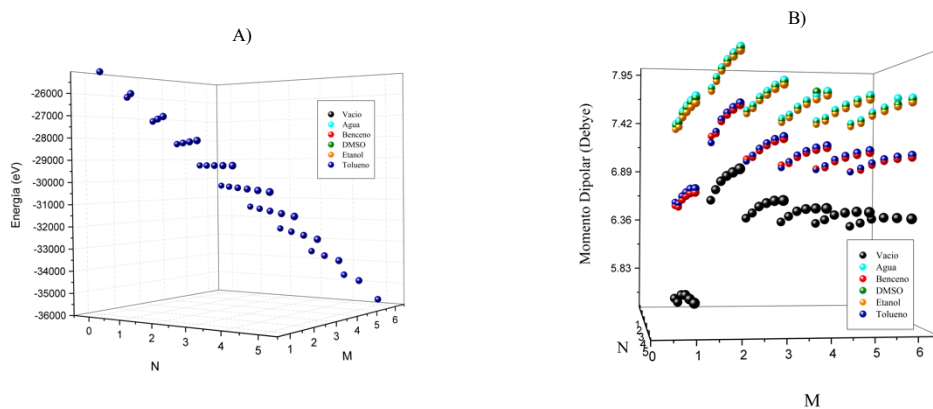 A)
-26000
-27000
-28000
-29000
-30000
-31000
-32000
-33000
-34000
-35000
-36000
Energía (eV)
0
1
2
3
4
5
N
1
2
3
4
5
6
M
Vacio
Agua
Benceno
DMSO
Etanol
Tolueno
B)
7.95
7.42
6.89
6.36
5.83
Momento Dipolar (Debye)
N
0
1
2
3
4
5
6
M
Vacio
Agua
Benceno
DMSO
Etanol
Tolueno